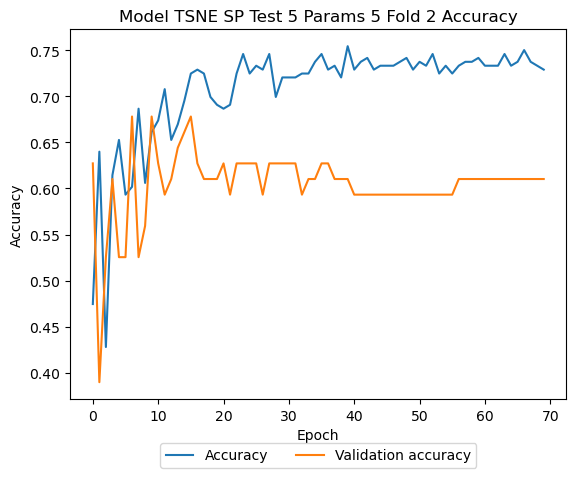 Model TSNE SP Test 5 Params 5 Fold 2 Accuracy
0.75
0.70
0.65
0.60
0.55
0.50
0.45
0.40
Accuracy
0 10 20 30 40 50 60 70
Epoch
Accuracy Validation accuracy